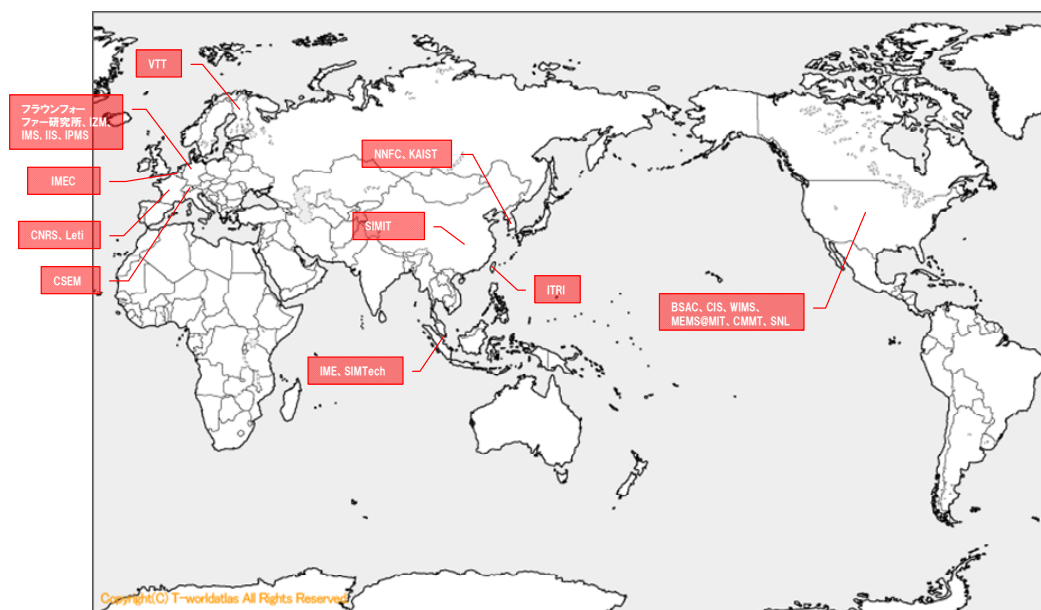 VTT
フラウンフォー
ファー研究所、IZM、
IMS、IIS、IPMS
NNFC、KAIST
IMEC
SIMIT
CNRS、Leti
CSEM
ITRI
BSAC、CIS、WIMS、
MEMS@MIT、CMMT、SNL
IME、SIMTech
Copyright(C) T-worldatlas All Rights Reserved